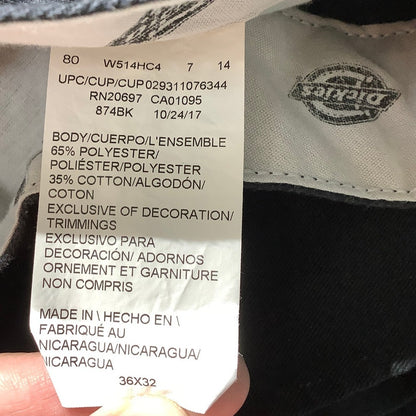 80 W514HC4 7 14
UPC/CUP/CUP 029311076344
RN20697 CA01095
874BK 10/24/17
BODY/CUERPO/L'ENSEMBLE
65% POLYESTER/
POLIÉSTER/POLYESTER
35% COTTON/ALGODÓN/
COTON
EXCLUSIVE OF DECORATION/
TRIMMINGS
EXCLUSIVO PARA
DECORACIÓN/ ADORNOS
ORNEMENT ET GARNITURE
NON COMPRIS
MADE IN \ HECHO EN \
FABRIQUÉ AU
NICARAGUA/NICARAGUA/
NICARAGUA
36X32
Dickies